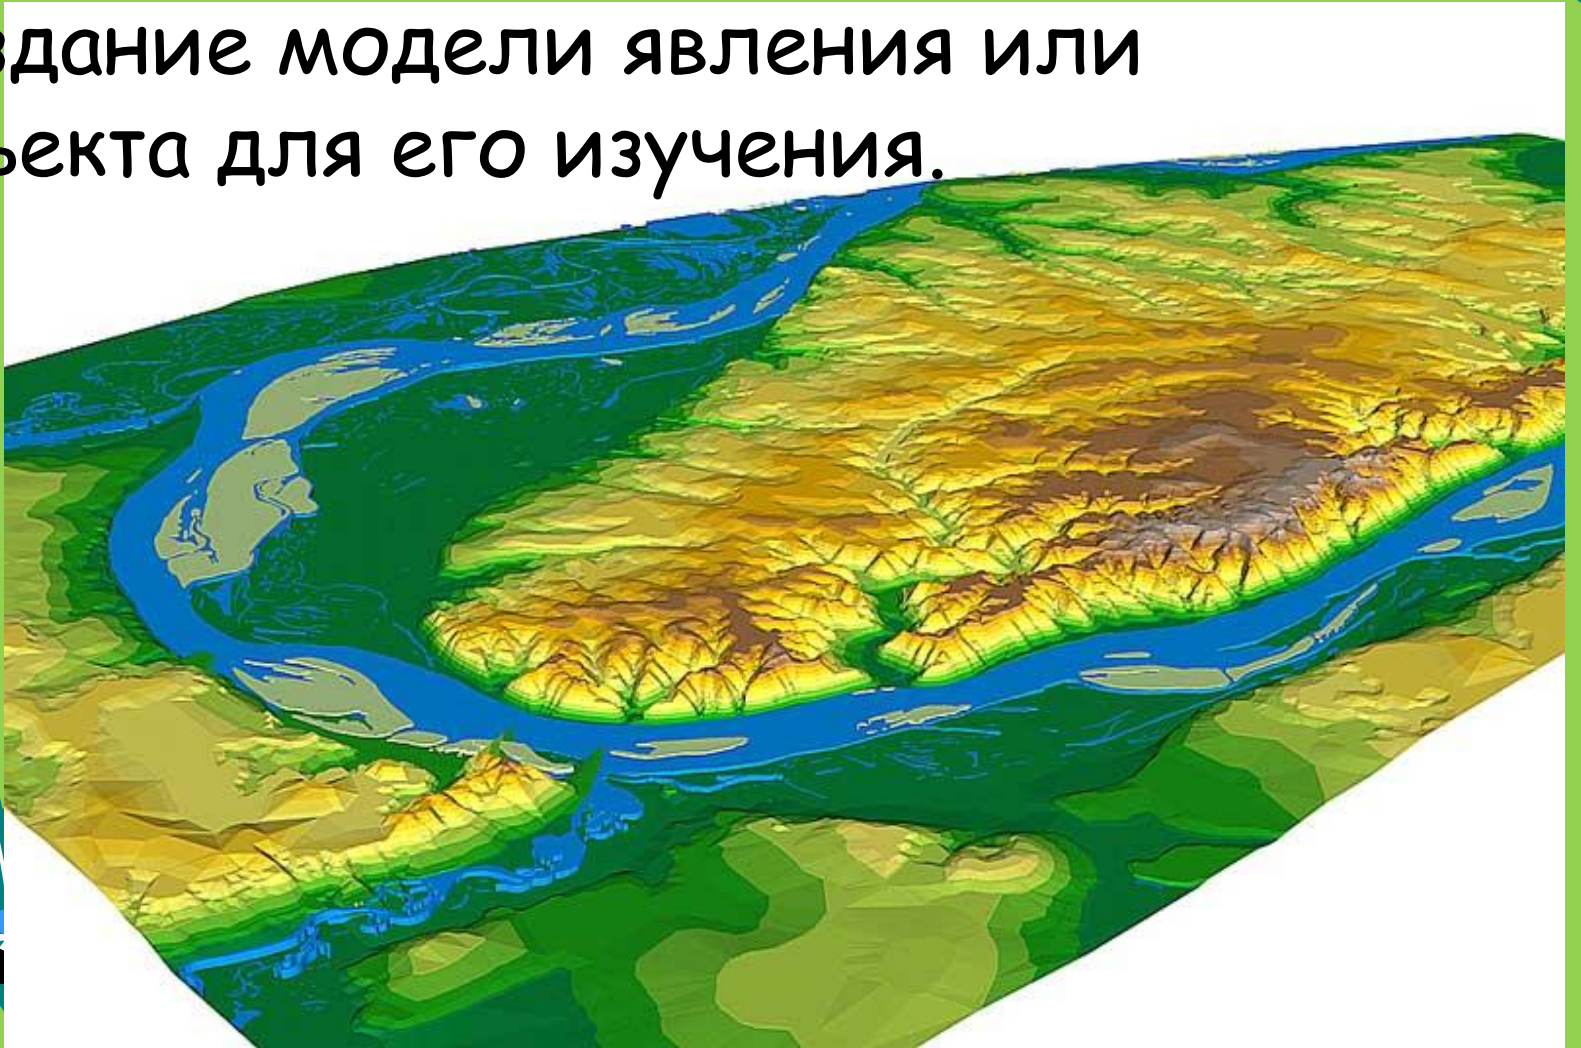 здание модели явления или
ъекта для его изучения.